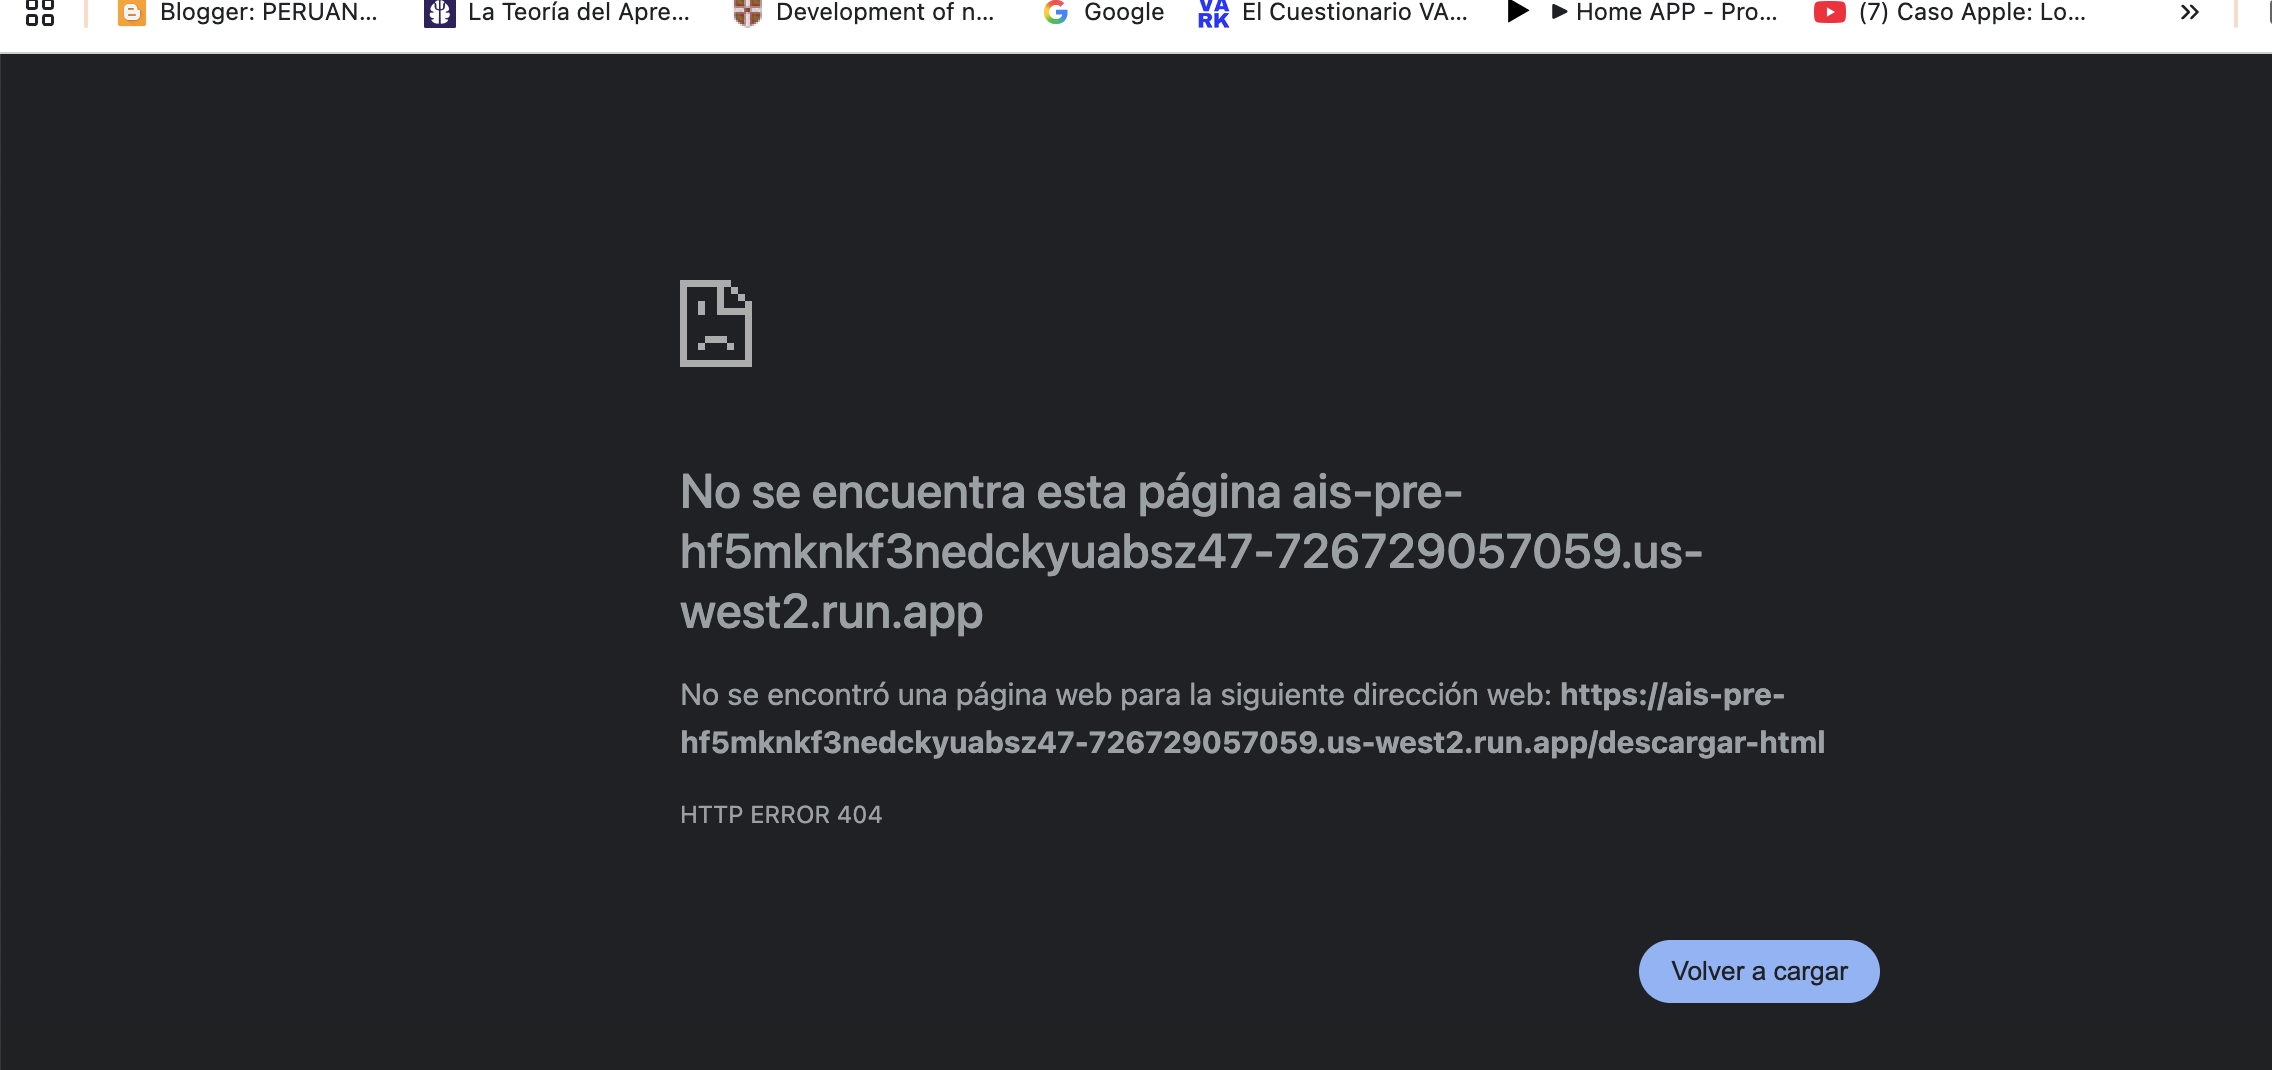 Blogger: PERUAN... La Teoría del Apre... Development of n... Google VARK El Cuestionario VA... Home APP - Pro... (7) Caso Apple: Lo... »
No se encuentra esta página ais-pre-
hf5mknkf3nedckyuabsz47-726729057059.us-
west2.run.app
No se encontró una página web para la siguiente dirección web: https://ais-pre-
hf5mknkf3nedckyuabsz47-726729057059.us-west2.run.app/descargar-html
HTTP ERROR 404
Volver a cargar